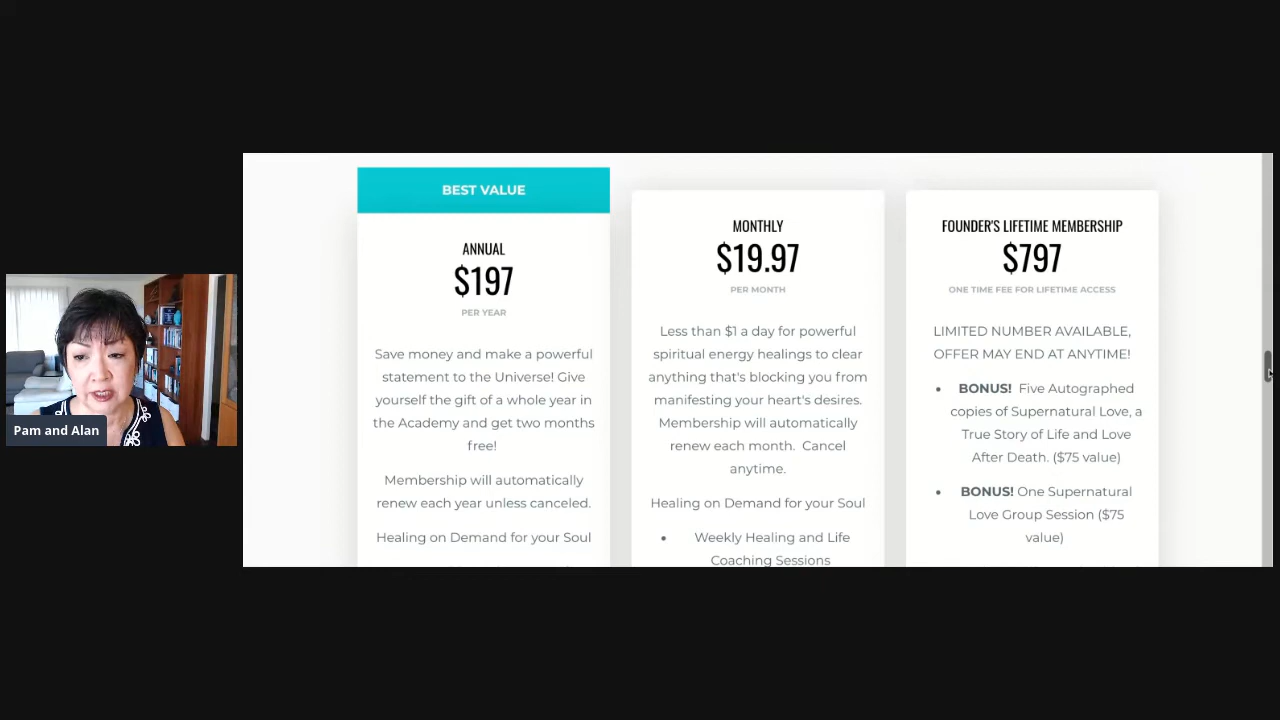 Pam and Alan
BEST VALUE
ANNUAL
$197
PER YEAR
Save money and make a powerful
statement to the Universe! Give
yourself the gift of a whole year in
the Academy and get two months
free!
Membership will automatically
renew each year unless canceled.
Healing on Demand for your Soul
MONTHLY
$19.97
PER MONTH
Less than $1 a day for powerful
spiritual energy healings to clear
anything that's blocking you from
manifesting your heart's desires.
Membership will automatically
renew each month. Cancel
anytime.
Healing on Demand for your Soul
• Weekly Healing and Life
Coaching Sessions
FOUNDER'S LIFETIME MEMBERSHIP
$797
ONE TIME FEE FOR LIFETIME ACCESS
LIMITED NUMBER AVAILABLE,
OFFER MAY END AT ANYTIME!
• BONUS! Five Autographed
copies of Supernatural Love, a
True Story of Life and Love
After Death. ($75 value)
• BONUS! One Supernatural
Love Group Session ($75
value)